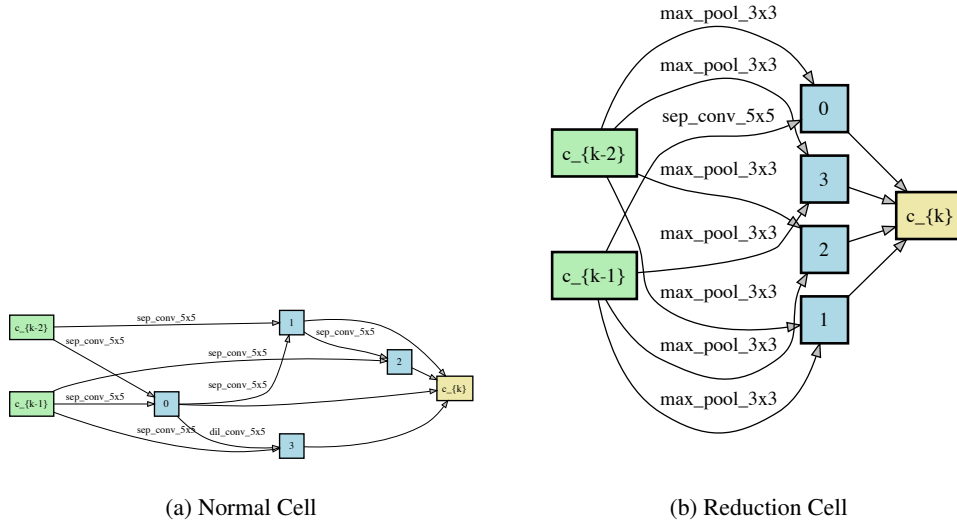 c_{k-2}
c_{k-1}
sep_conv_5x5
sep_conv_5x5
sep_conv_5x5
sep_conv_5x5
sep_conv_5x5
sep_conv_5x5
sep_conv_5x5
dil_conv_5x5
0
1
2
3
c_{k}
(a) Normal Cell
max_pool_3x3
max_pool_3x3
sep_conv_5x5
max_pool_3x3
max_pool_3x3
max_pool_3x3
max_pool_3x3
max_pool_3x3
c_{k-2}
c_{k-1}
0
3
2
1
c_{k}
(b) Reduction Cell